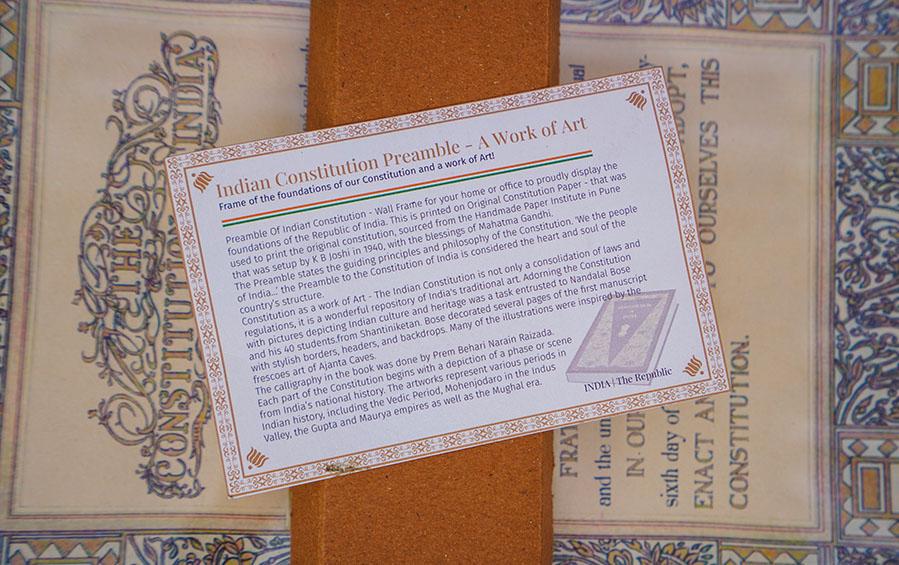 Indian Constitution Preamble - A Work of Art
Frame of the foundations of our Constitution and a work of Art!
Preamble Of Indian Constitution - Wall Frame for your home or office to proudly display the
foundations of the Republic of India. This is printed on Original Constitution Paper - that was
used to print the original constitution, sourced from the Handmade Paper Institute in Pune
that was setup by K B Joshi in 1940, with the blessings of Mahatma Gandhi.
The Preamble states the guiding principles and philosophy of the Constitution. 'We the people
of India...' the Preamble to the Constitution of India is considered the heart and soul of the
country's structure.
Constitution as a work of Art - The Indian Constitution is not only a consolidation of laws and
regulations, it is a wonderful repository of India's traditional art. Adorning the Constitution
with pictures depicting Indian culture and heritage was a task entrusted to Nandalal Bose
and his 40 students.from Shantiniketan. Bose decorated several pages of the first manuscript
with stylish borders, headers, and backdrops. Many of the illustrations were inspired by the
frescoes art of Ajanta Caves.
The calligraphy in the book was done by Prem Behari Narain Raizada.
Each part of the Constitution begins with a depiction of a phase or scene
from India's national history. The artworks represent various periods in
Indian history, including the Vedic Period, Mohenjodaro in the Indus
Valley, the Gupta and Maurya empires as well as the Mughal era.
INDIA | The Republic
THE
CONSTITUTION
INDIA
and the un
IN OUR
sixth day of
ENACT AN
OURSELVES THIS
CONSTITUTION.